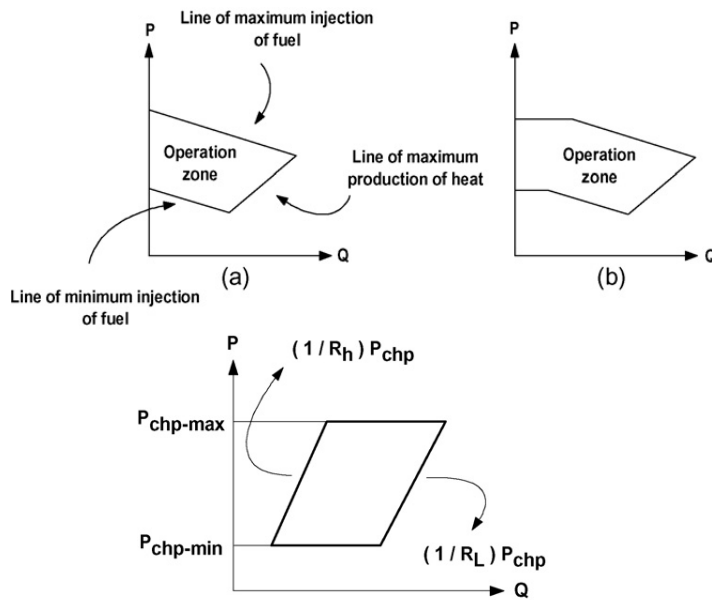 P
Line of maximum injection
of fuel
Operation
zone
Line of maximum
production of heat
Q
(a)
Line of minimum injection
of fuel
P
Operation
zone
Q
(b)
P
( 1 / Rh ) Pchp
Pchp-max
Pchp-min
( 1 / RL ) Pchp
Q